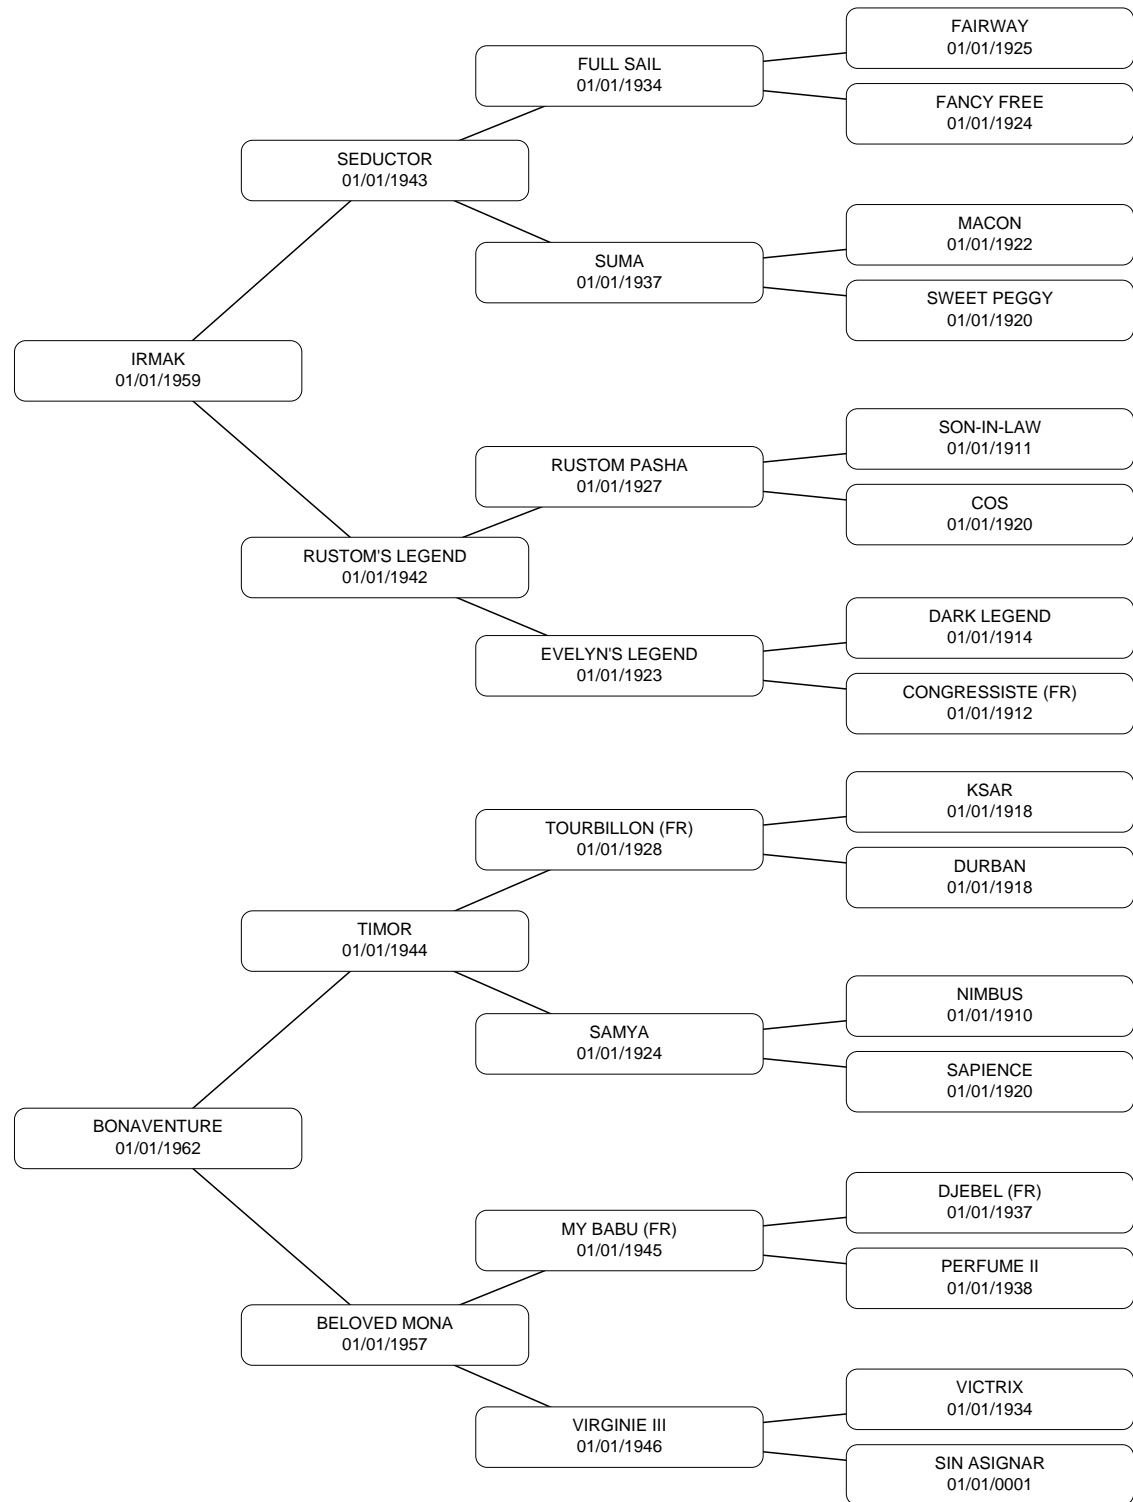 FAIRWAY
01/01/1925
FULL SAIL
01/01/1934
FANCY FREE
01/01/1924
SEDUCTOR
01/01/1943
MACON
01/01/1922
SUMA
01/01/1937
SWEET PEGGY
01/01/1920
IRMAK
01/01/1959
SON-IN-LAW
01/01/1911
RUSTOM PASHA
01/01/1927
COS
01/01/1920
RUSTOM'S LEGEND
01/01/1942
DARK LEGEND
01/01/1914
EVELYN'S LEGEND
01/01/1923
CONGRESSISTE (FR)
01/01/1912
KSAR
01/01/1918
TOURBILLON (FR)
01/01/1928
DURBAN
01/01/1918
TIMOR
01/01/1944
NIMBUS
01/01/1910
SAMYA
01/01/1924
SAPIENCE
01/01/1920
BONAVENTURE
01/01/1962
DJEBEL (FR)
01/01/1937
MY BABU (FR)
01/01/1945
PERFUME II
01/01/1938
BELOVED MONA
01/01/1957
VICTRIX
01/01/1934
VIRGINIE III
01/01/1946
SIN ASIGNAR
01/01/0001